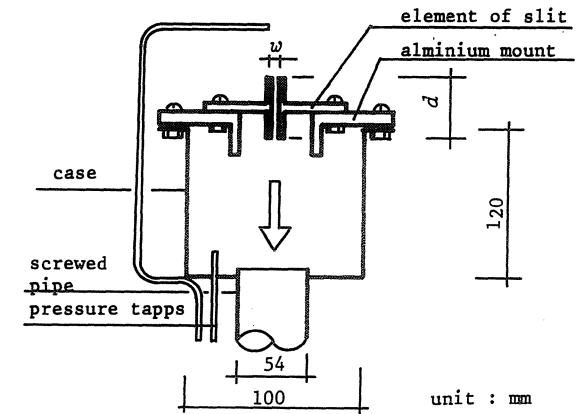 element of slit
w
alminium mount
d
case
120
screwed
pipe
pressure tapps
54
100
unit : mm